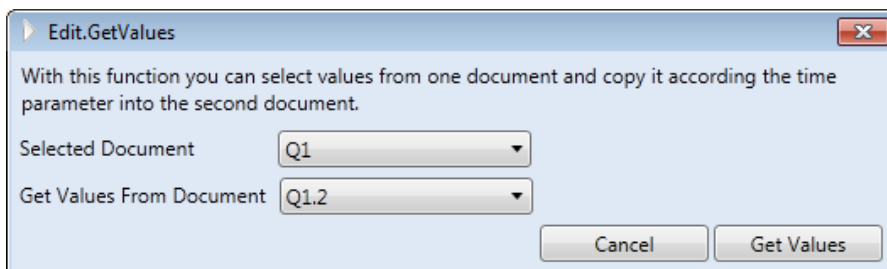 Edit.GetValues
With this function you can select values from one document and copy it according the time
parameter into the second document.
Selected Document Q1
Get Values From Document Q1.2
Cancel Get Values